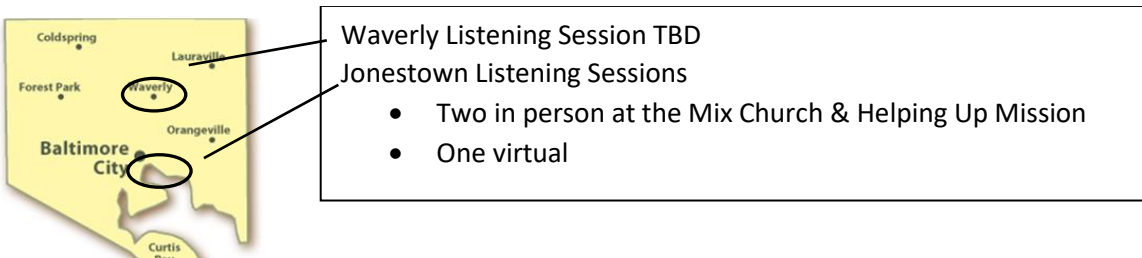 Coldspring
Lauraville
Forest Park
Waverly
Orangeville
Baltimore
City
Curtis
Waverly Listening Session TBD
Jonestown Listening Sessions
• Two in person at the Mix Church & Helping Up Mission
• One virtual